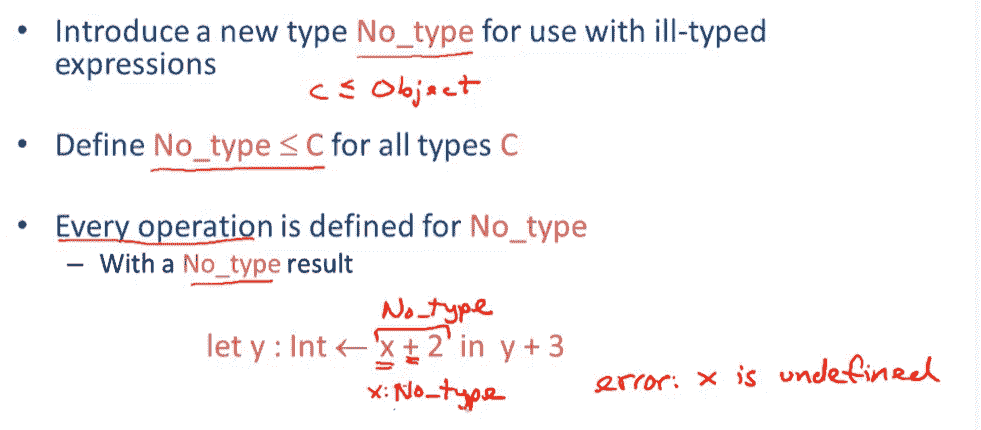 • Introduce a new type No_type for use with ill-typed
expressions
C ≤ Object
• Define No_type ≤ C for all types C
• Every operation is defined for No_type
– With a No_type result
No_type
let y : Int ← x + 2 in y + 3
x: No_type
error: x is undefined